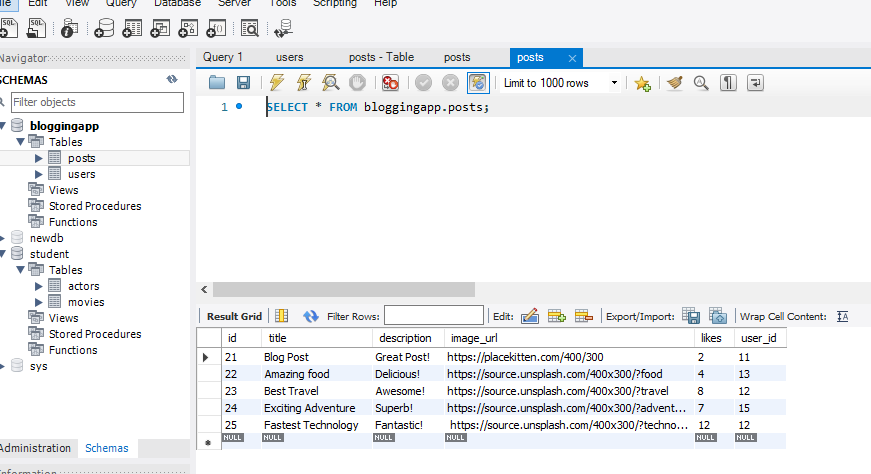 Edit View Query Database Server Tools Scripting Help
Navigator
SCHEMAS
Filter objects
bloggingapp
Tables
posts
users
Views
Stored Procedures
Functions
newdb
student
Tables
actors
movies
Views
Stored Procedures
Functions
sys
Administration Schemas
Query 1 users posts - Table posts posts
Limit to 1000 rows
1 SELECT * FROM bloggingapp.posts;
Result Grid Filter Rows: Edit: Export/Import: Wrap Cell Content:
id title description image_url likes user_id
21 Blog Post Great Post! https://placekitten.com/400/300 2 11
22 Amazing food Delicious! https://source.unsplash.com/400x300/?food 4 13
23 Best Travel Awesome! https://source.unsplash.com/400x300/?travel 8 12
24 Exciting Adventure Superb! https://source.unsplash.com/400x300/?advent... 7 15
25 Fastest Technology Fantastic! https://source.unsplash.com/400x300/?techno... 12 12
NULL NULL NULL NULL NULL NULL